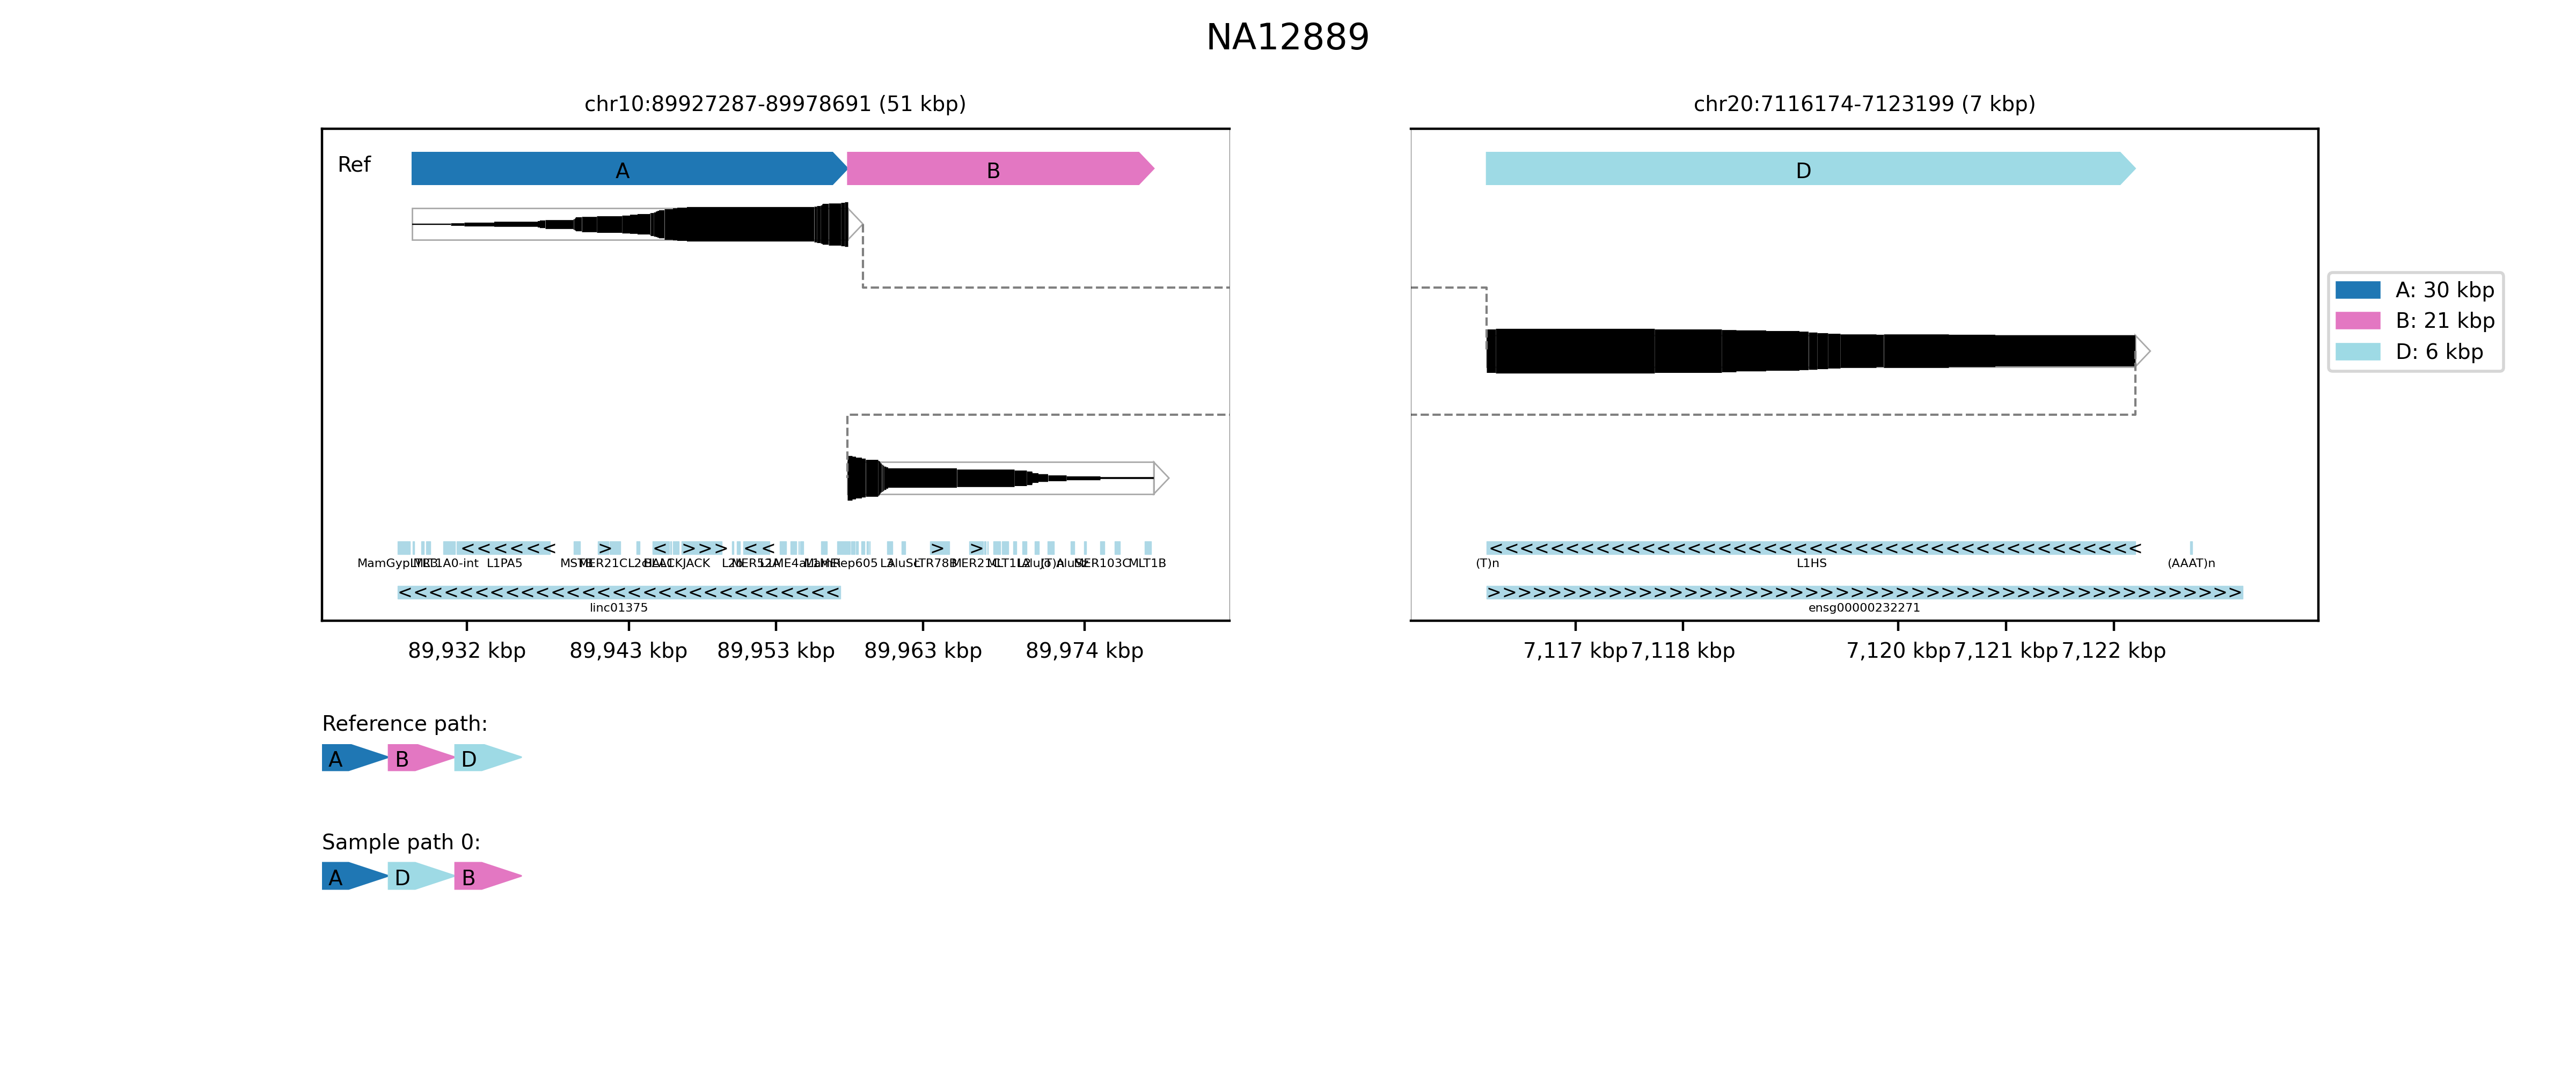 NA12889
chr10:89927287-89978691 (51 kbp)
chr20:7116174-7123199 (7 kbp)
Ref
A
B
D
A: 30 kbp
B: 21 kbp
D: 6 kbp
L1PA5
(T)n
L1HS
(AAAT)n
MLT1B
linc01375
ensg00000232271
89,932 kbp
89,943 kbp
89,953 kbp
89,963 kbp
89,974 kbp
7,117 kbp
7,118 kbp
7,120 kbp
7,121 kbp
7,122 kbp
Reference path:
A B D
Sample path 0:
A D B